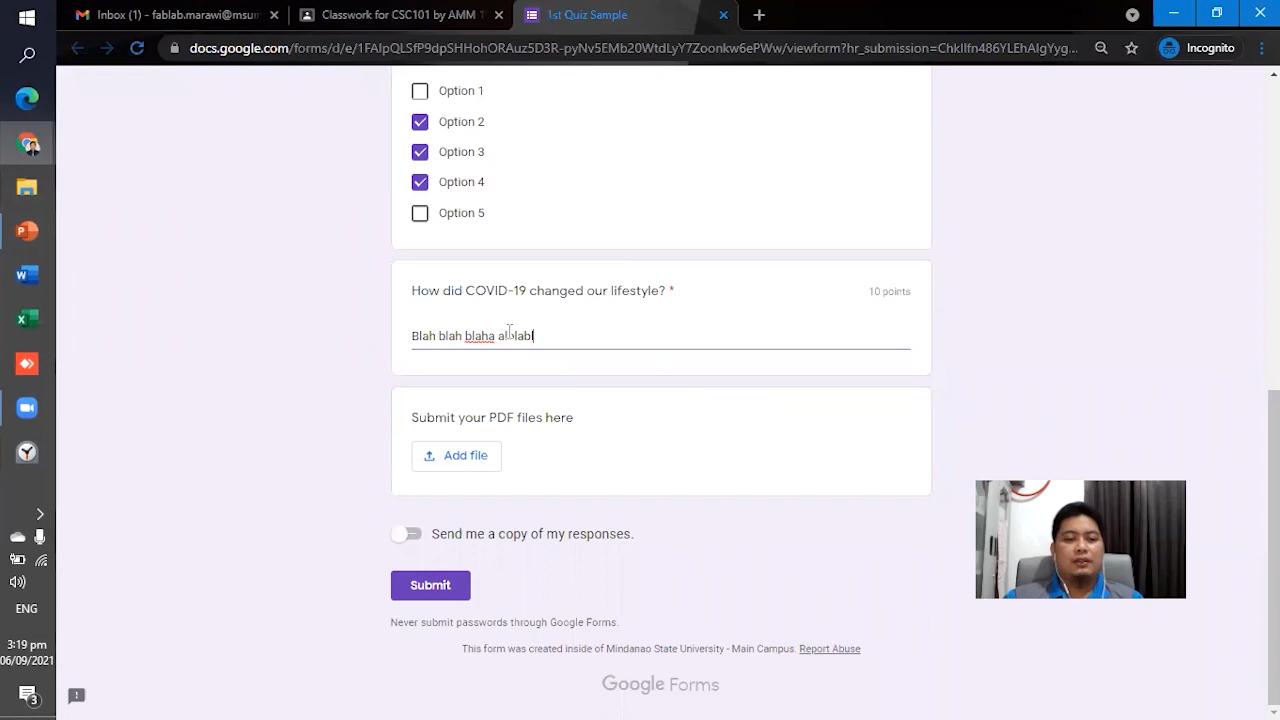 Inbox (1) - fablab.marawi@msum
Classwork for CSC101 by AMM T
1st Quiz Sample
docs.google.com/forms/d/e/1FAIpQLSfP9dpSHHohORAuz5D3R-pyNv5EMb20WtdLyY7Zoonkw6ePWw/viewform?hr_submission=ChkIlfn486YLEhAIgYyg...
Incognito
Option 1
Option 2
Option 3
Option 4
Option 5
How did COVID-19 changed our lifestyle? *
10 points
Blah blah blaha
Submit your PDF files here
Add file
Send me a copy of my responses.
Submit
Never submit passwords through Google Forms.
This form was created inside of Mindanao State University - Main Campus. Report Abuse
Google Forms
ENG
3:19 pm
06/09/2021
3